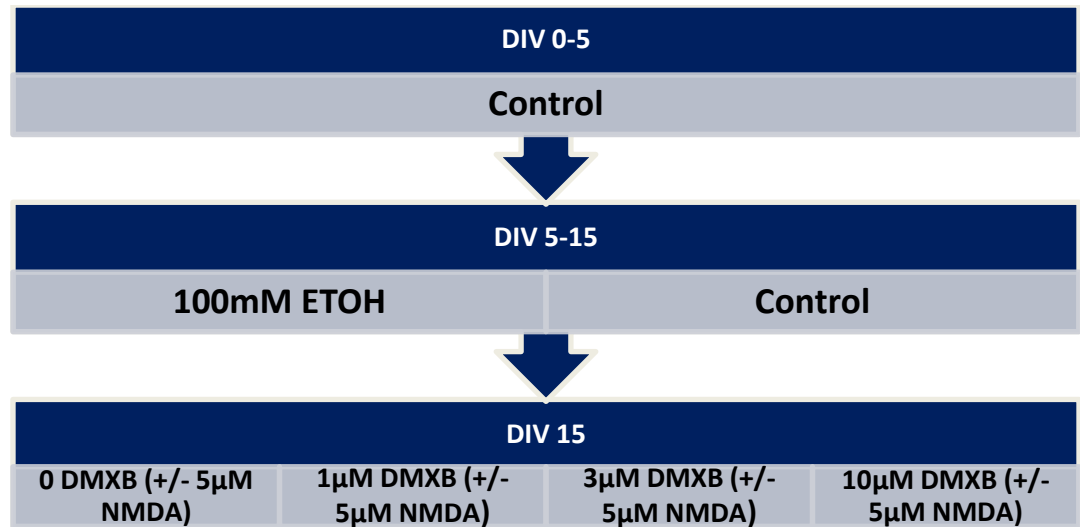 DIV 0-5
Control
DIV 5-15
100mM ETOH
Control
DIV 15
0 DMXB (+/- 5µM
NMDA)
1µM DMXB (+/-
5µM NMDA)
3µM DMXB (+/-
5µM NMDA)
10µM DMXB (+/-
5µM NMDA)